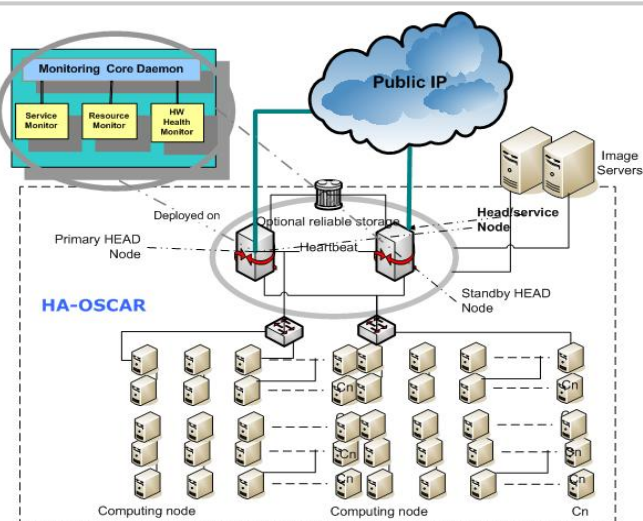 Monitoring Core Daemon
Service
Monitor
Resource
Monitor
HW
Health
Monitor
Public IP
Image
Servers
Deployed on
Optional reliable storage
Head/service
Node
Primary HEAD
Node
Heartbeat
Standby HEAD
Node
HA-OSCAR
Cn
Cn
Cn
Cn
Cn
Cn
Computing node
Computing node
Cn